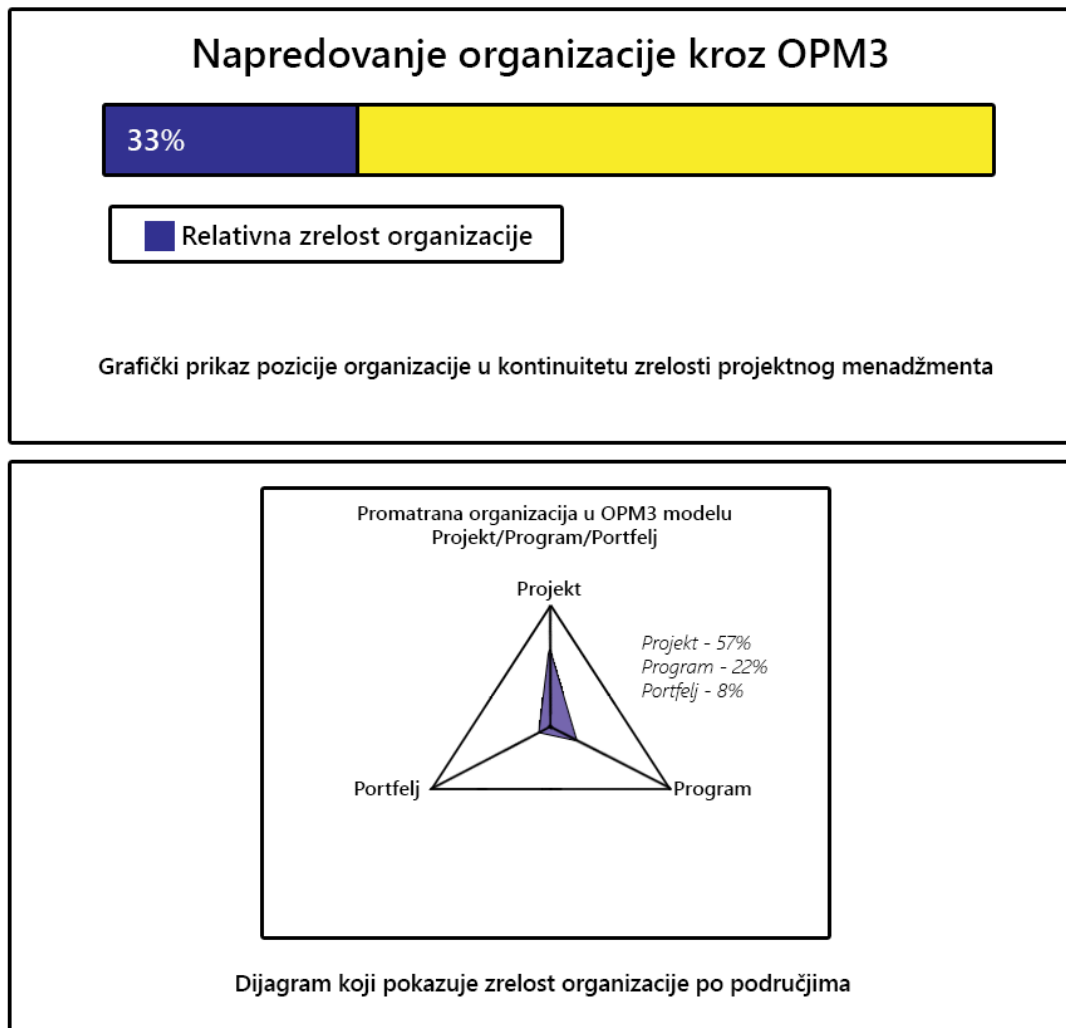 Napredovanje organizacije kroz OPM3
33%
Relativna zrelost organizacije
Grafički prikaz pozicije organizacije u kontinuitetu zrelosti projektnog menadžmenta
Promatrana organizacija u OPM3 modelu
Projekt/Program/Portfelj
Projekt
Projekt - 57%
Program - 22%
Portfelj - 8%
Portfelj
Program
Dijagram koji pokazuje zrelost organizacije po područjima